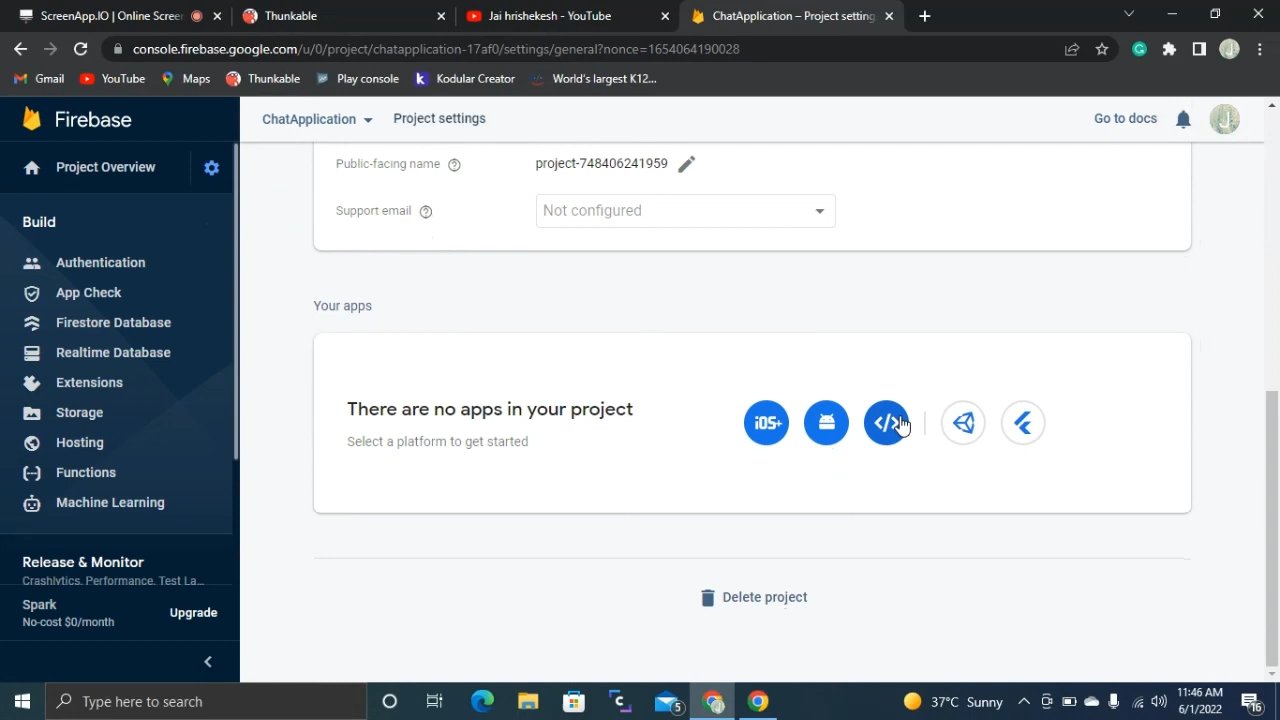 ScreenApp.IO | Online Screen
Thunkable
Jai hrishekesh - YouTube
ChatApplication – Project setting
console.firebase.google.com/u/0/project/chatapplication-17af0/settings/general?nonce=1654064190028
Gmail
YouTube
Maps
Thunkable
Play console
Kodular Creator
World's largest K12...
Firebase
ChatApplication
Project settings
Go to docs
J
Project Overview
Public-facing name
project-748406241959
Support email
Not configured
Build
Authentication
App Check
Firestore Database
Realtime Database
Extensions
Storage
Hosting
Functions
Machine Learning
Your apps
There are no apps in your project
Select a platform to get started
iOS+
</>
Release & Monitor
Crashlytics, Performance, Test La...
Spark
No-cost $0/month
Upgrade
Delete project
Type here to search
5
37°C Sunny
11:46 AM
6/1/2022
16